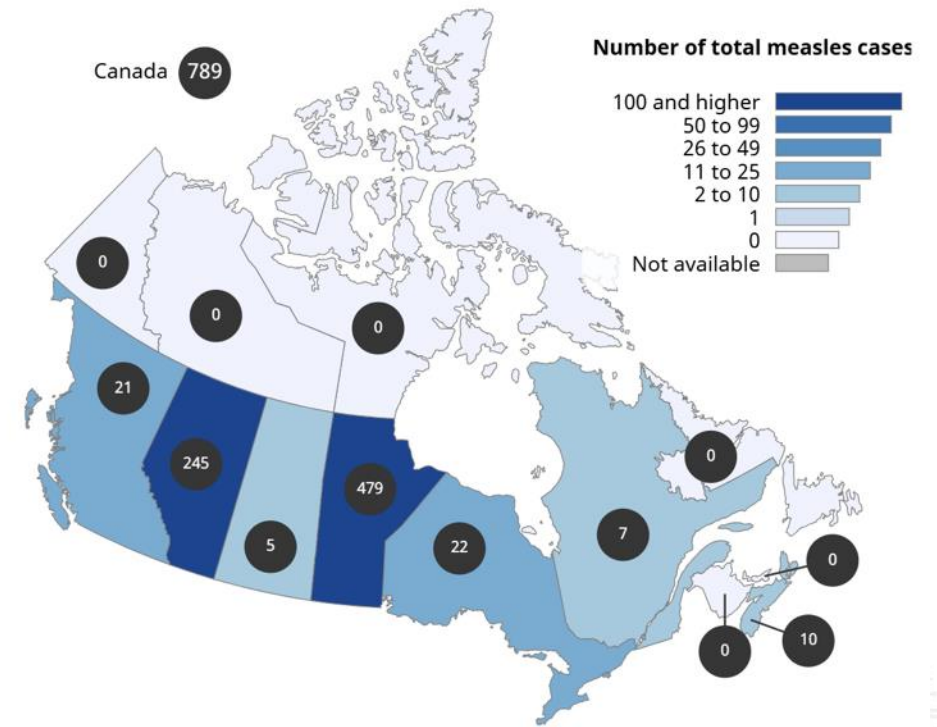 Number of total measles cases
Canada 789
100 and higher
50 to 99
26 to 49
11 to 25
2 to 10
1
0
Not available
0
0
0
21
245
479
5
22
7
0
0
0
10